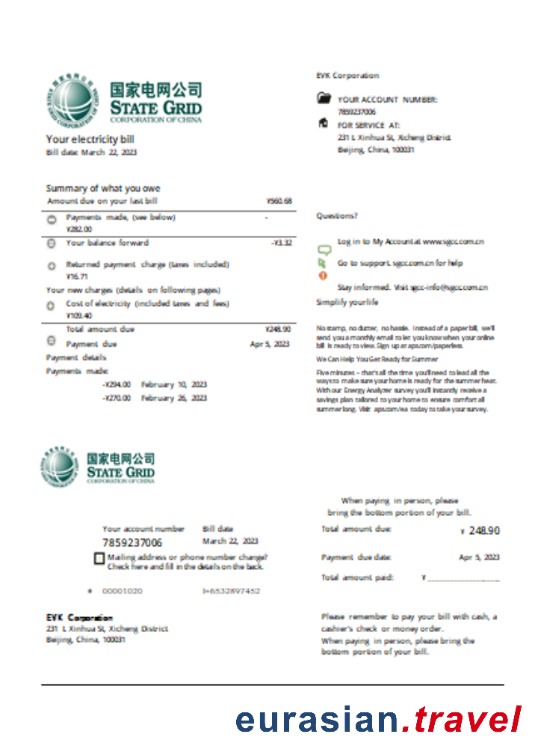 国家电网公司
STATE GRID
CORPORATION OF CHINA
Your electricity bill
Bill date: March 22, 2023
EVK Corporation
YOUR ACCOUNT NUMBER:
7859237006
FOR SERVICE AT:
231 L Xinhua St, Xicheng District
Beijing, China, 100031
Summary of what you owe
Amount due on your last bill ¥560.68
Payments made, (see below) -
¥282.00
Your balance forward -¥3.32
Returned payment charge (taxes included)
¥16.71
Your new charges (details on following pages)
Cost of electricity (included taxes and fees)
¥109.40
Total amount due ¥248.90
Payment due Apr 5, 2023
Payment details
Payments made:
-¥294.00 February 10, 2023
-¥270.00 February 26, 2023
Questions?
Log in to My Account at www.sgcc.com.cn
Go to support. sgcc.com.cn for help
Stay informed. Visit sgcc-info@sgcc.com.cn
Simplify your life
No stamp, no clutter, no hassle. Instead of a paper bill, we'll
send you a monthly email to let you know when your online
bill is ready to view. Sign up at aps.com/paperless.
We Can Help You Get Ready for Summer
Five minutes – that's all the time you'll need to lead all the
ways to make sure your home is ready for the summer heat.
With our Energy Analyzer survey you'll instantly receive a
savings plan tailored to your home to ensure comfort all
summer long. Visit aps.com/ea today to take your survey.
国家电网公司
STATE GRID
CORPORATION OF CHINA
When paying in person, please
bring the bottom portion of your bill.
Your account number Bill date
7859237006 March 22, 2023
Mailing address or phone number change?
Check here and fill in the details on the back.
Total amount due: ¥ 248.90
Payment due date: Apr 5, 2023
Total amount paid: ¥
# 00001020 I=6532897452
EVK Corporation
231 L Xinhua St, Xicheng District
Beijing, China, 100031
Please remember to pay your bill with cash, a
cashier's check or money order.
When paying in person, please bring the
bottom portion of your bill.
eurasian.travel